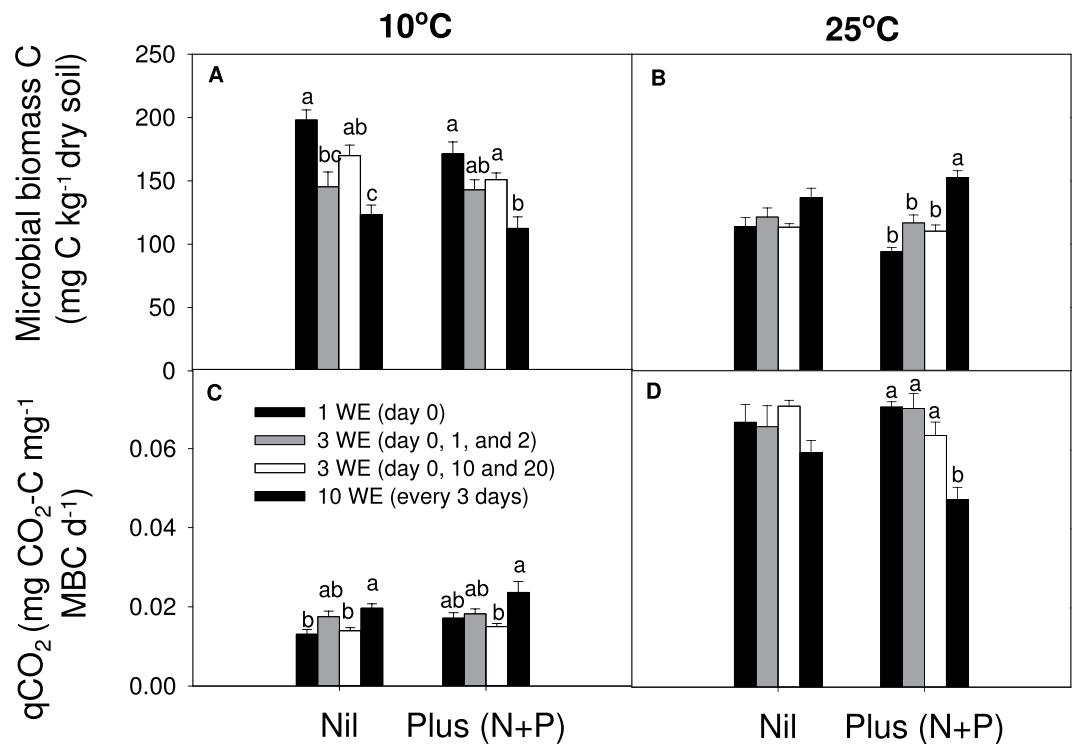 10ºC 25ºC
Microbial biomass C
(mg C kg⁻¹ dry soil)
250
200
150
100
50
0
A
a
bc
ab
c
a
ab
a
b
B
b
b
b
a
qCO₂ (mg CO₂-C mg⁻¹
MBC d⁻¹)
0.06
0.04
0.02
0.00
C
1 WE (day 0)
3 WE (day 0, 1, and 2)
3 WE (day 0, 10 and 20)
10 WE (every 3 days)
b
ab
b
a
ab
ab
b
a
D
a
a
a
b
Nil Plus (N+P) Nil Plus (N+P)